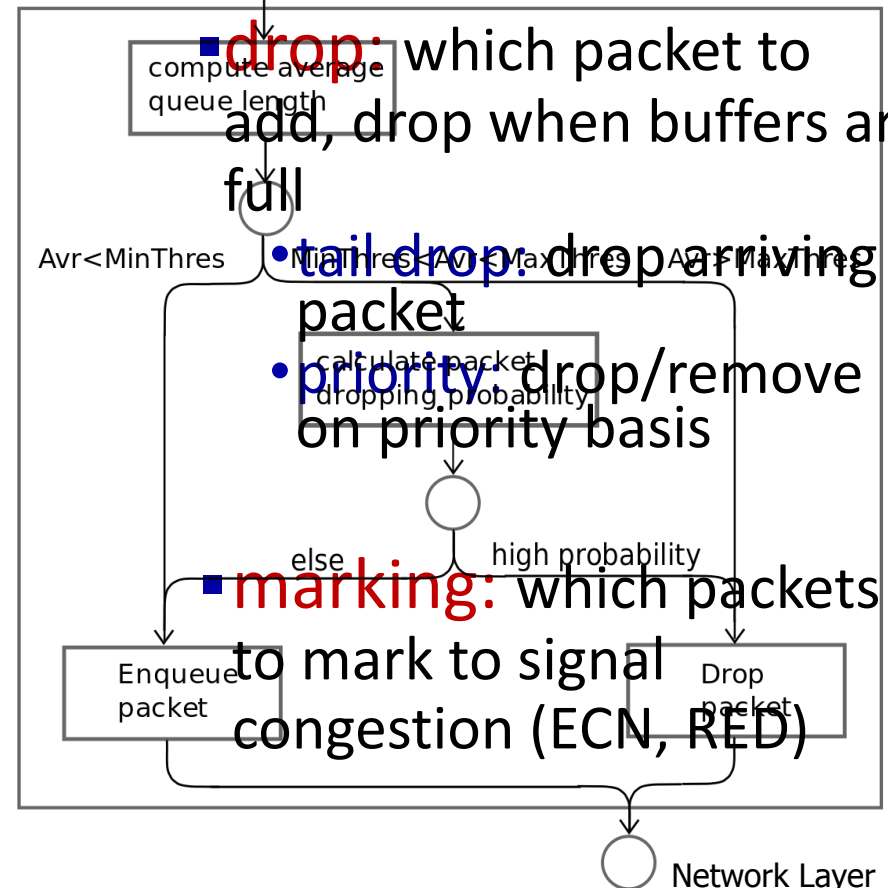 drop: which packet to
add, drop when buffers
full
tail drop: drop arriving
packet
priority: drop/remove
on priority basis
marking: which packets
to mark to signal
congestion (ECN, RED)
compute average
queue length
Avr<MinThres
MinThres<Avr<MaxThres
Avr>MaxThres
calculate packet
dropping probability
else
high probability
Enqueue
packet
Drop
packet
Network Layer